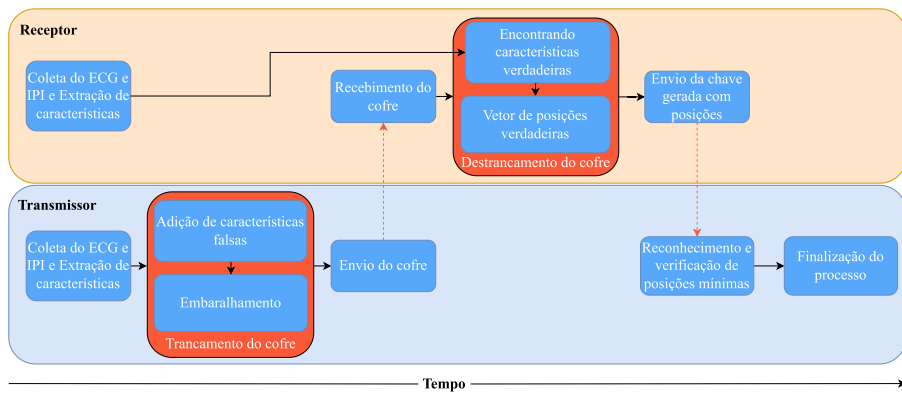 Receptor
Coleta do ECG e
IPI e Extração de
características
Recebimento do
cofre
Encontrando
características
verdadeiras
Vetor de posições
verdadeiras
Destrancamento do cofre
Envio da chave
gerada com
posições
Transmissor
Coleta do ECG e
IPI e Extração de
características
Adição de características
falsas
Embaralhamento
Trancamento do cofre
Envio do cofre
Reconhecimento e
verificação de
posições mínimas
Finalização do
processo
Tempo